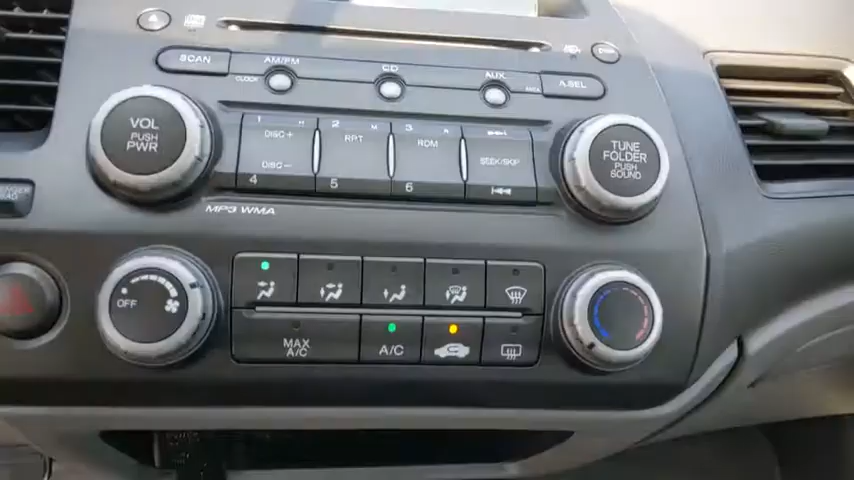 SCAN
AM/FM
CLOCK
CD
AUX
A.SEL
VOL
PUSH
PWR
1
2
3
DISC +
RPT
RDM
DISC −
SEEK/SKIP
4
5
6
TUNE
FOLDER
PUSH
SOUND
MP3 WMA
OFF
MAX
A/C
A/C